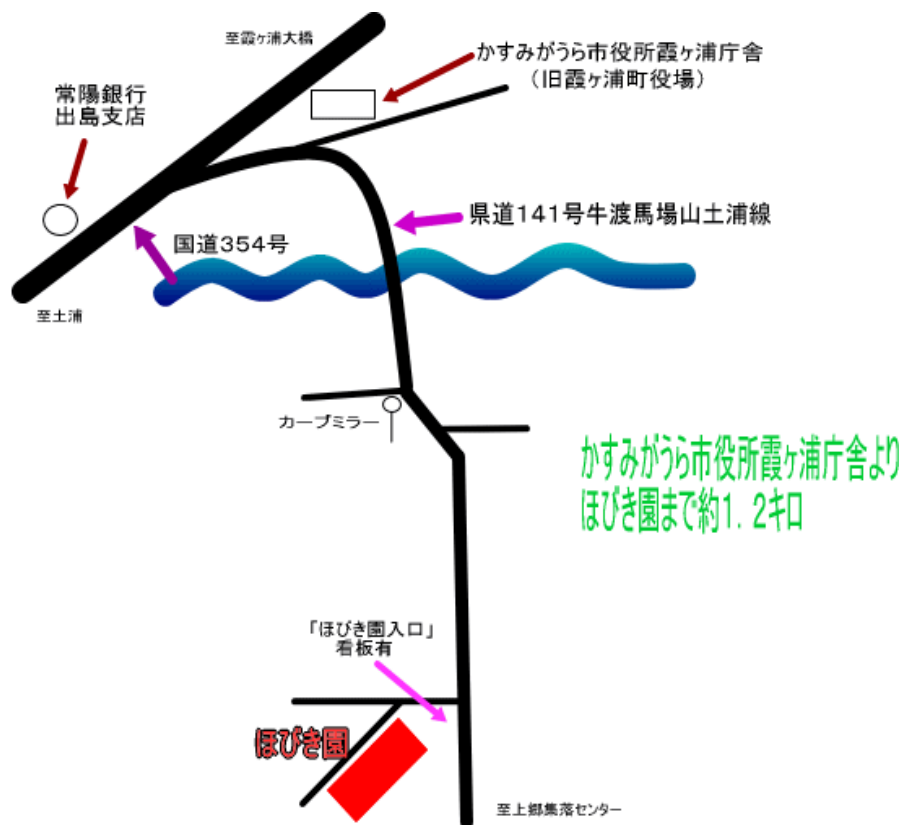 至霞ヶ浦大橋
かすみがうら市役所霞ヶ浦庁舎
（旧霞ヶ浦町役場）
常陽銀行
出島支店
県道141号牛渡馬場山土浦線
国道354号
至土浦
カーブミラー
かすみがうら市役所霞ヶ浦庁舎より
ほびき園まで約1.2キロ
「ほびき園入口」
看板有
ほびき園
至上郷集落センター